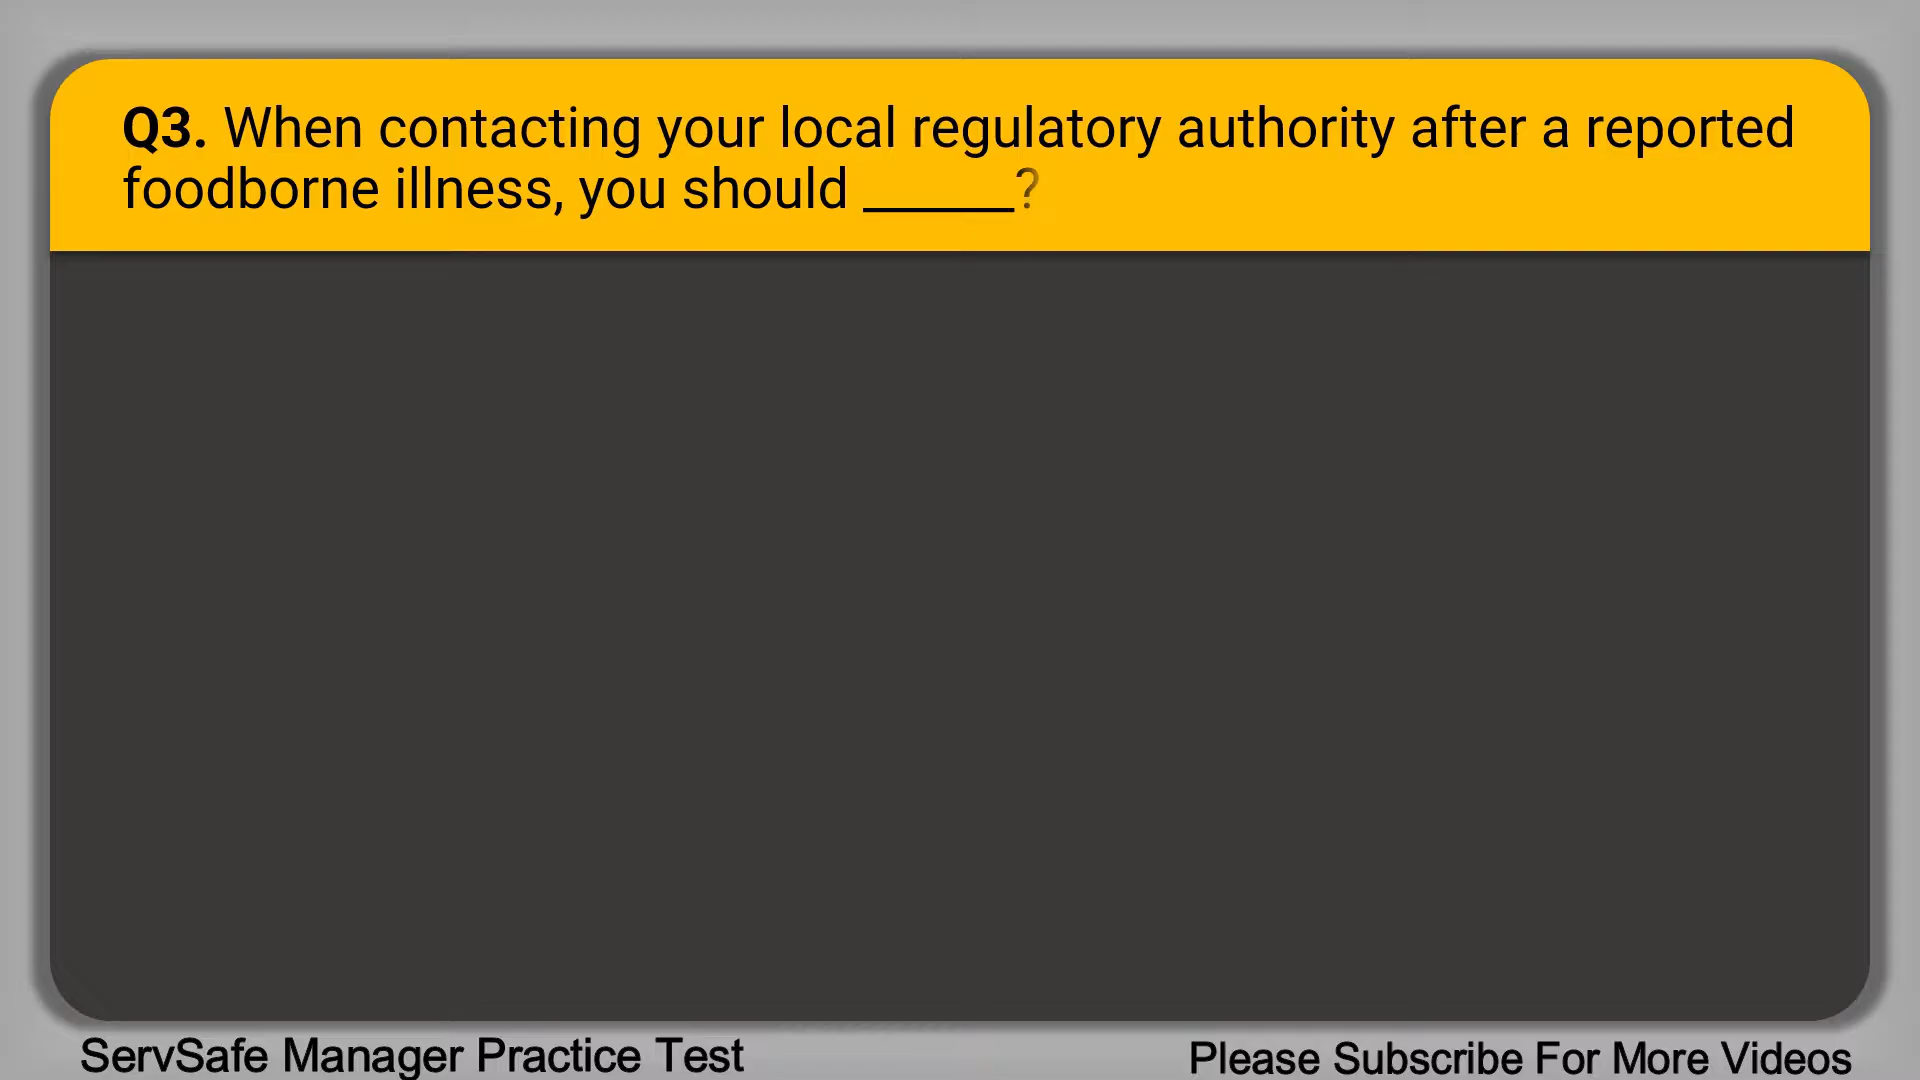 Q3. When contacting your local regulatory authority after a reported
foodborne illness, you should ______?
ServSafe Manager Practice Test
Please Subscribe For More Videos